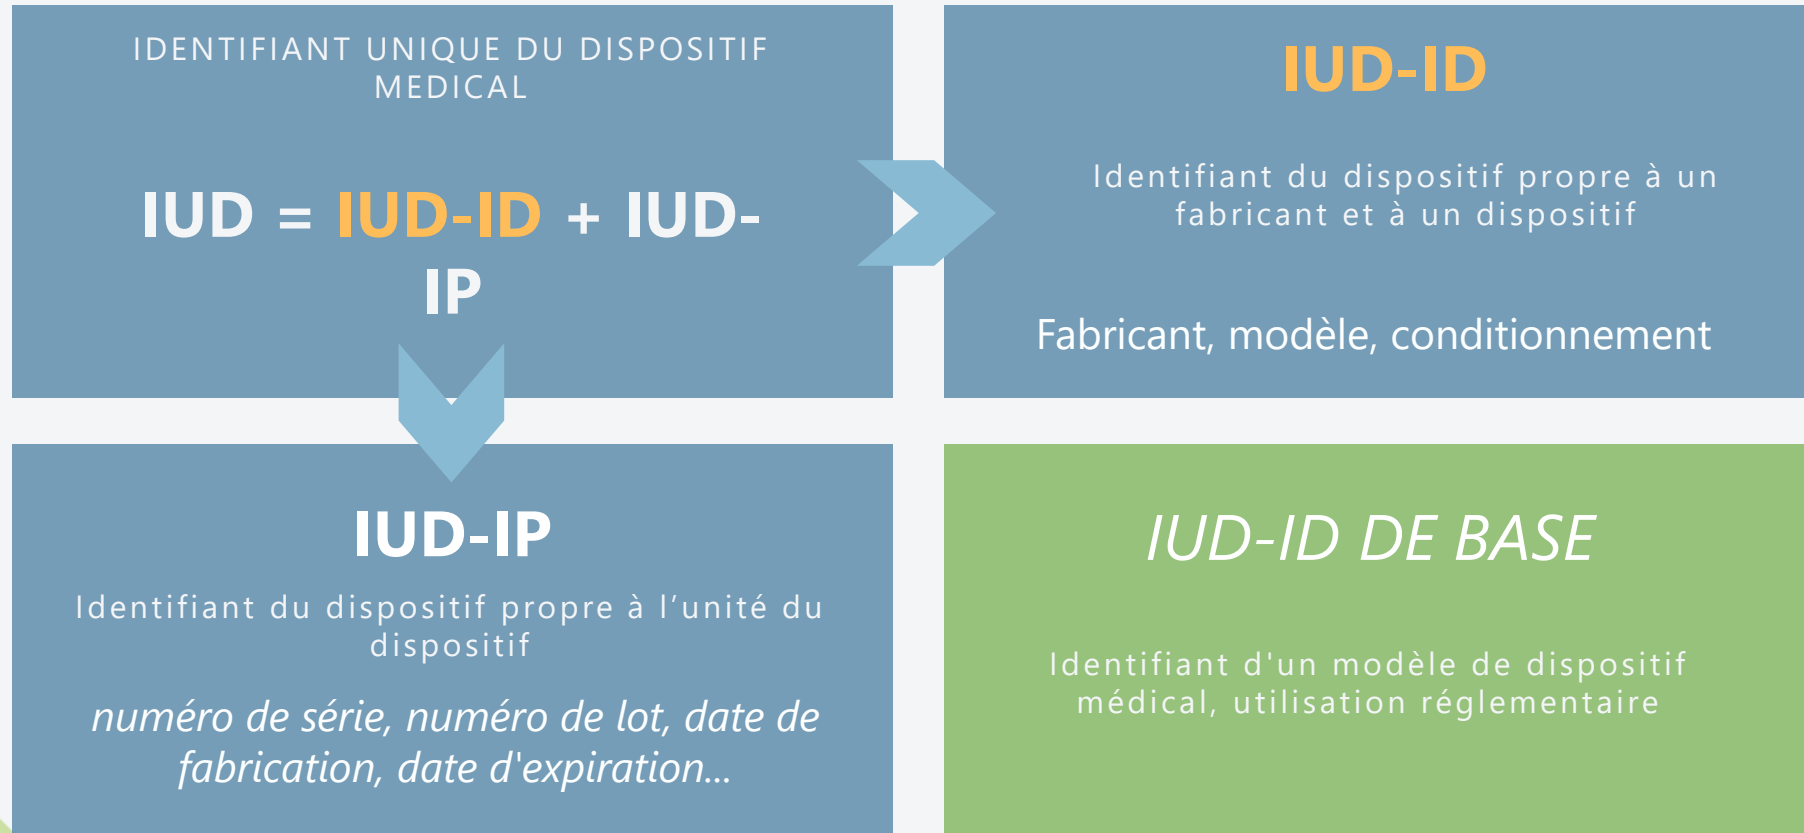 IDENTIFIANT UNIQUE DU DISPOSITIF
MEDICAL
IUD = IUD-ID + IUD-
IP
IUD-ID
Identifiant du dispositif propre à un
fabricant et à un dispositif
Fabricant, modèle, conditionnement
IUD-IP
Identifiant du dispositif propre à l’unité du
dispositif
numéro de série, numéro de lot, date de
fabrication, date d'expiration...
IUD-ID DE BASE
Identifiant d'un modèle de dispositif
médical, utilisation réglementaire